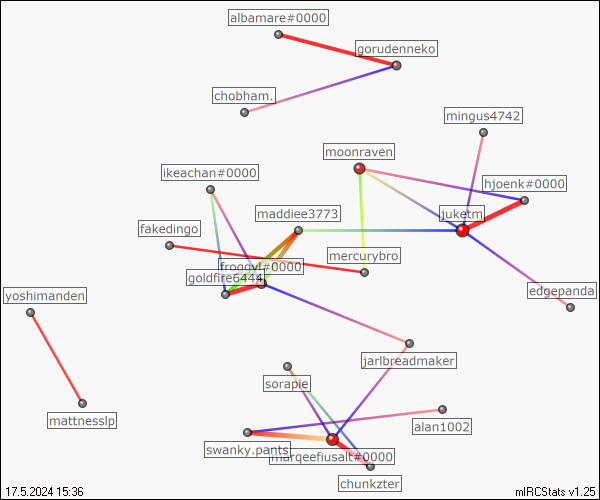 albamare#0000
gorudenneko
chobham.
mingus4742
moonraven
ikeachan#0000
hjoenk#0000
maddiee3773
juketm
fakedingo
mercurybro
froggyl#0000
goldfire6444
yoshimanden
edgepanda
jarlbreadmaker
sorapie
mattnesslp
alan1002
swanky.pants
marqeefiusalt#0000
chunkzter
17.5.2024 15:36
mIRCStats v1.25